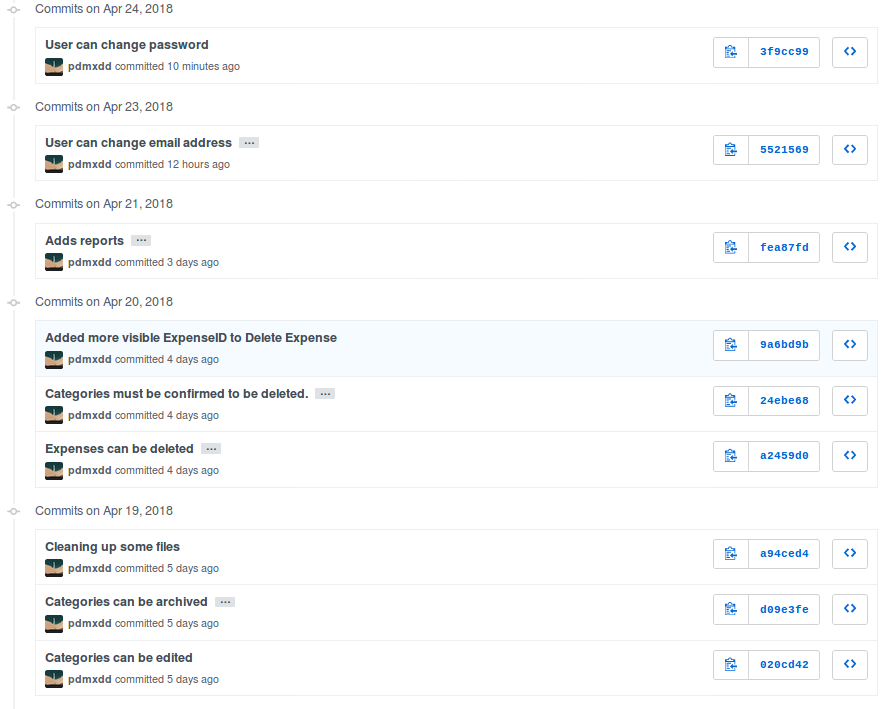 Commits on Apr 24, 2018
User can change password
pdmxdd committed 10 minutes ago
3f9cc99
Commits on Apr 23, 2018
User can change email address ...
pdmxdd committed 12 hours ago
5521569
Commits on Apr 21, 2018
Adds reports ...
pdmxdd committed 3 days ago
fea87fd
Commits on Apr 20, 2018
Added more visible ExpenseID to Delete Expense
pdmxdd committed 4 days ago
9a6bd9b
Categories must be confirmed to be deleted. ...
pdmxdd committed 4 days ago
24ebe68
Expenses can be deleted ...
pdmxdd committed 4 days ago
a2459d0
Commits on Apr 19, 2018
Cleaning up some files
pdmxdd committed 5 days ago
a94ced4
Categories can be archived ...
pdmxdd committed 5 days ago
d09e3fe
Categories can be edited
pdmxdd committed 5 days ago
020cd42